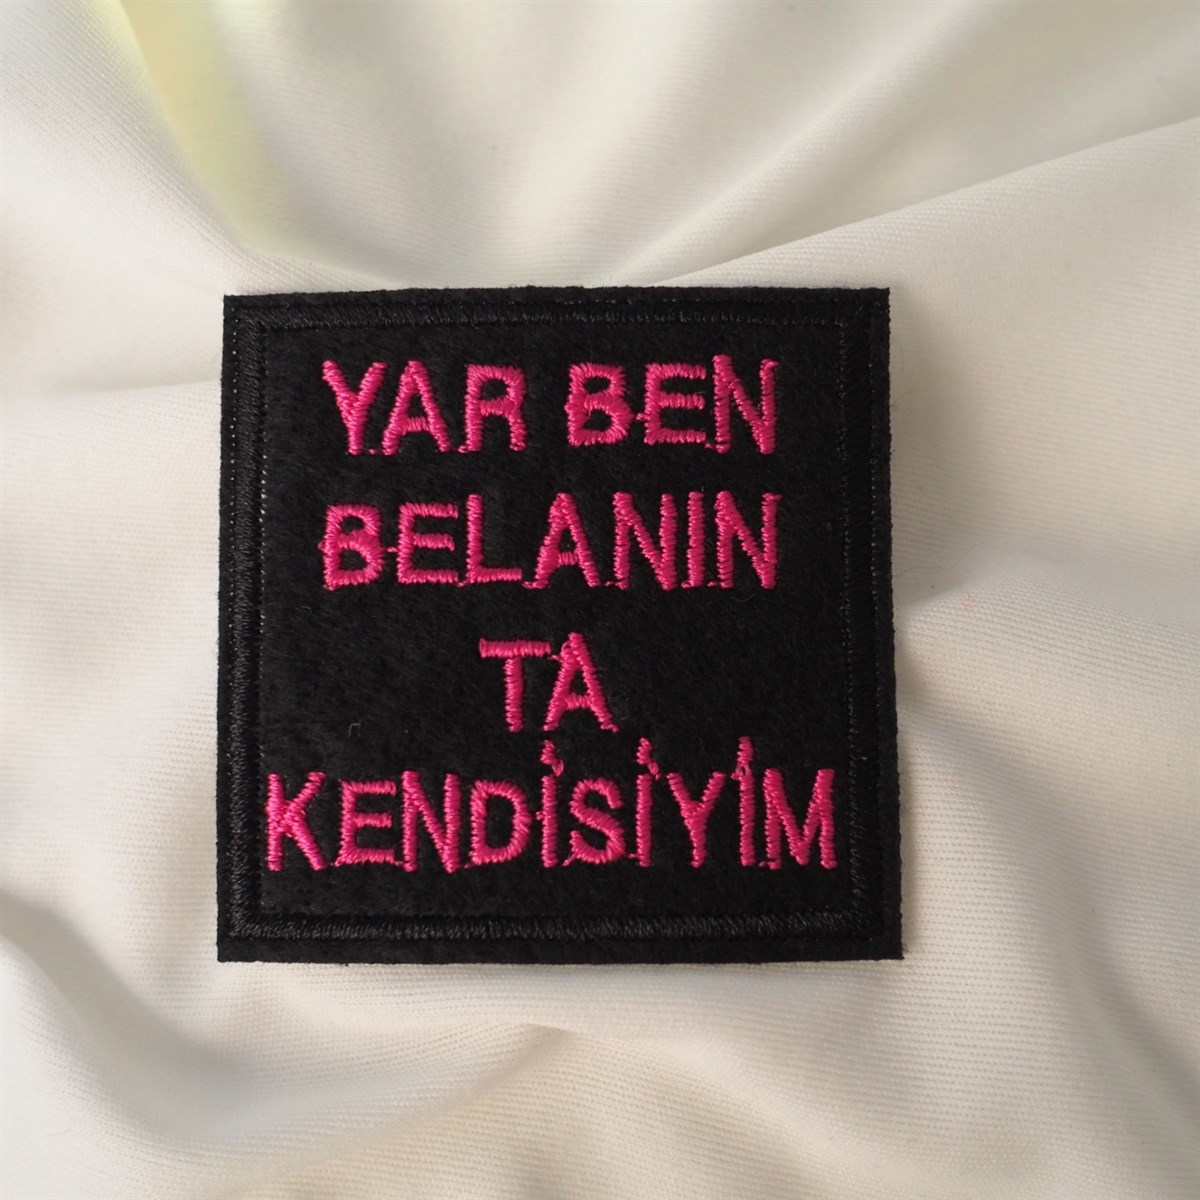 YAR BEN
BELANIN
TA
KENDİSİYİM